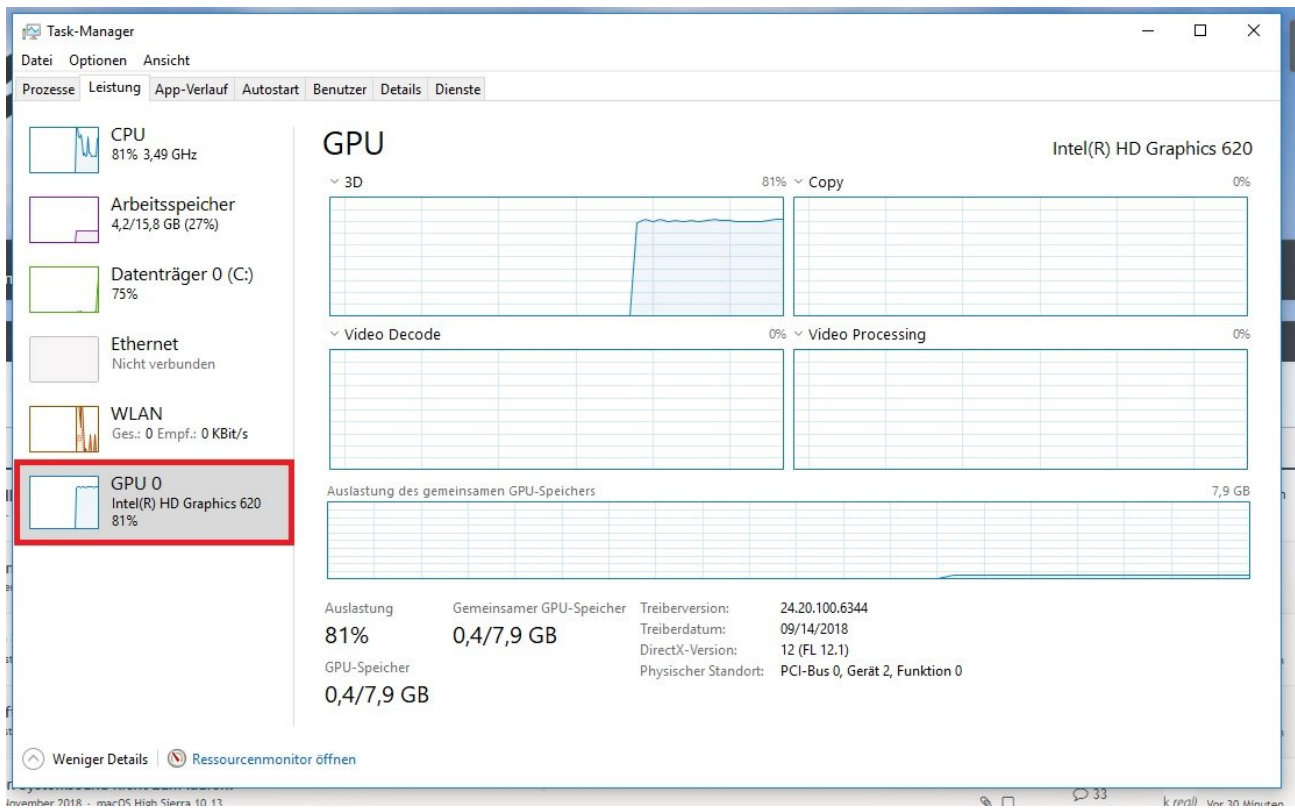 Task-Manager
Datei Optionen Ansicht
Prozesse Leistung App-Verlauf Autostart Benutzer Details Dienste
CPU
81% 3,49 GHz
Arbeitsspeicher
4,2/15,8 GB (27%)
Datenträger 0 (C:)
75%
Ethernet
Nicht verbunden
WLAN
Ges.: 0 Empf.: 0 KBit/s
GPU 0
Intel(R) HD Graphics 620
81%
GPU
Intel(R) HD Graphics 620
3D 81%
Copy 0%
Video Decode 0%
Video Processing 0%
Auslastung des gemeinsamen GPU-Speichers 7,9 GB
Auslastung
81%
Gemeinsamer GPU-Speicher
0,4/7,9 GB
GPU-Speicher
0,4/7,9 GB
Treiberversion: 24.20.100.6344
Treiberdatum: 09/14/2018
DirectX-Version: 12 (FL 12.1)
Physischer Standort: PCI-Bus 0, Gerät 2, Funktion 0
Weniger Details
Ressourcenmonitor öffnen
33
November 2018 - macOS High Sierra 10.13
Vor 30 Minuten